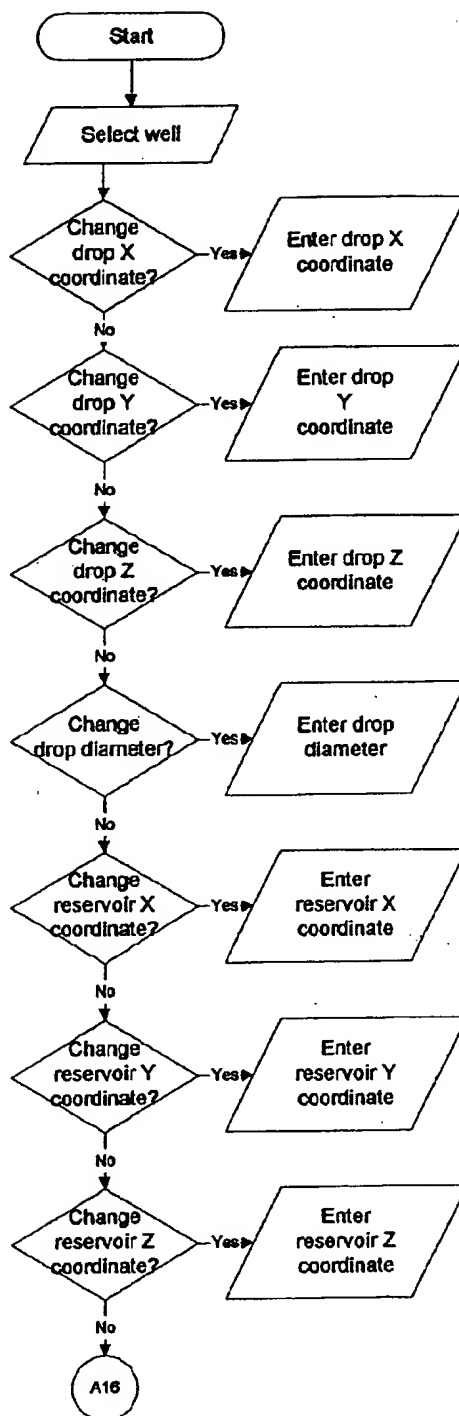 Start
Select well
Change
drop X
coordinate?
Yes
Enter drop X
coordinate
No
Change
drop Y
coordinate?
Yes
Enter drop
Y
coordinate
No
Change
drop Z
coordinate?
Yes
Enter drop Z
coordinate
No
Change
drop diameter?
Yes
Enter drop
diameter
No
Change
reservoir X
coordinate?
Yes
Enter
reservoir X
coordinate
No
Change
reservoir Y
coordinate?
Yes
Enter
reservoir Y
coordinate
No
Change
reservoir Z
coordinate?
Yes
Enter
reservoir Z
coordinate
No
A16